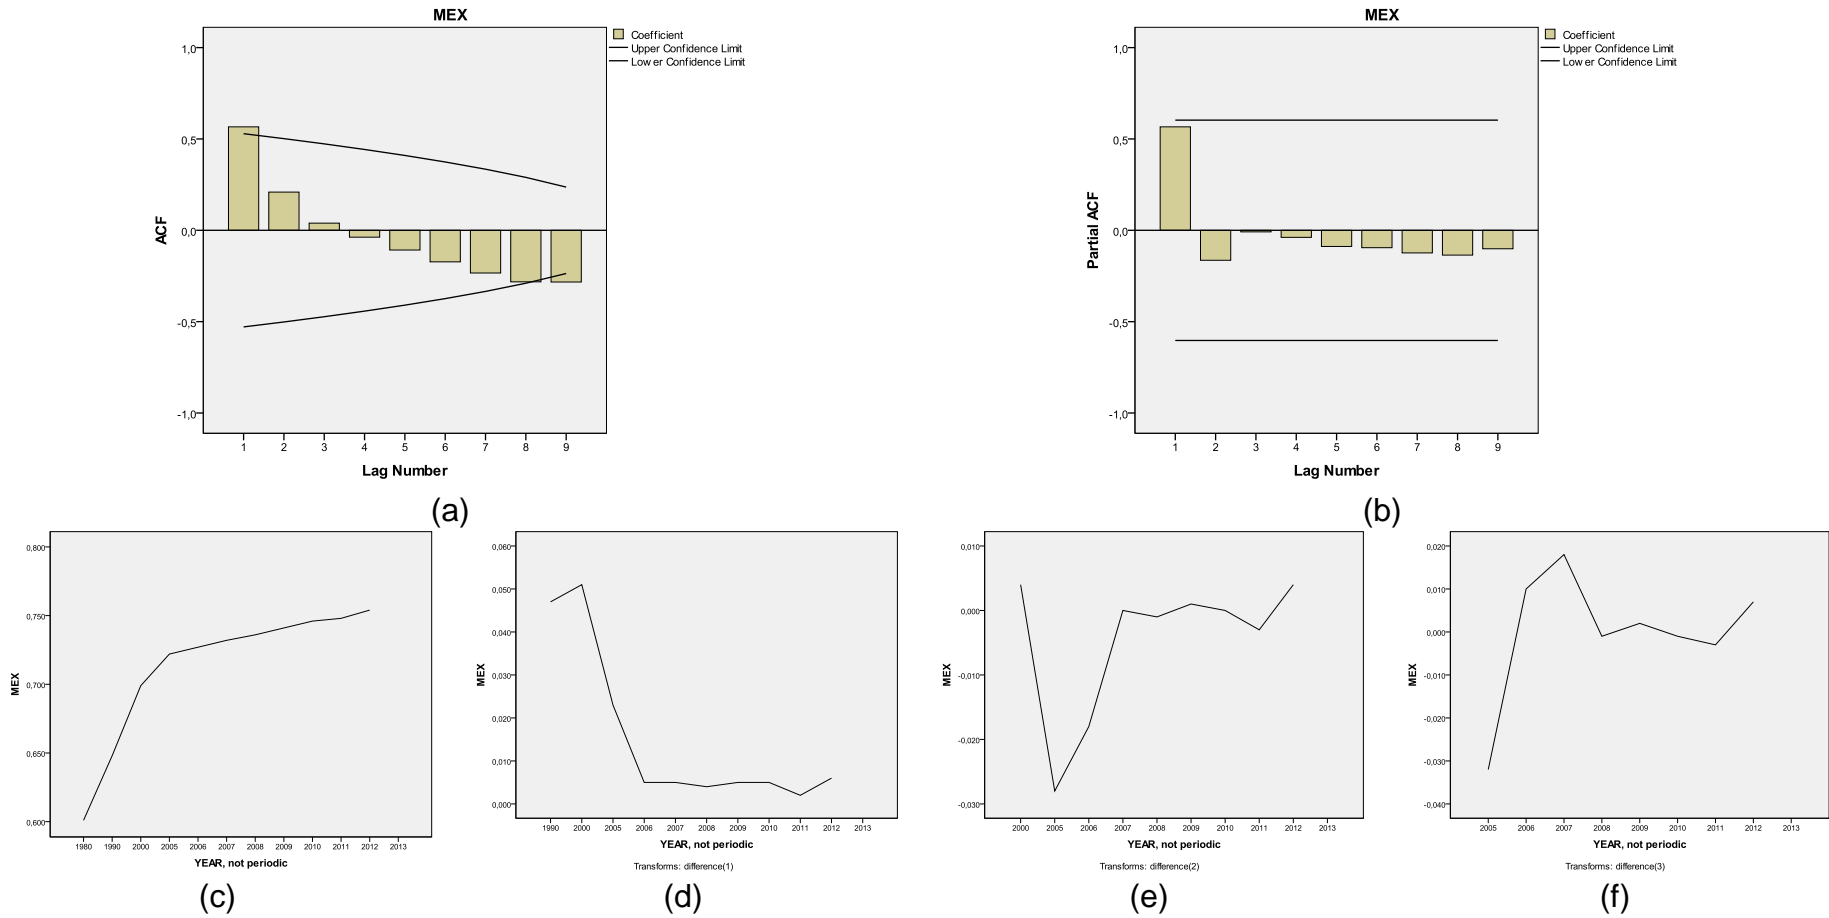 MEX
1,0
0,5
0,0
-0,5
-1,0
ACF
1 2 3 4 5 6 7 8 9
Lag Number
Coefficient
Upper Confidence Limit
Lower Confidence Limit
(a)
MEX
1,0
0,5
0,0
-0,5
-1,0
Partial ACF
1 2 3 4 5 6 7 8 9
Lag Number
Coefficient
Upper Confidence Limit
Lower Confidence Limit
(b)
0,800
0,750
0,700
0,650
0,600
MEX
1980 1990 2000 2005 2006 2007 2008 2009 2010 2011 2012 2013
YEAR, not periodic
(c)
0,060
0,050
0,040
0,030
0,020
0,010
0,000
MEX
1990 2000 2005 2006 2007 2008 2009 2010 2011 2012 2013
YEAR, not periodic
Transforms: difference(1)
(d)
0,010
0,000
-0,010
-0,020
-0,030
MEX
2000 2005 2006 2007 2008 2009 2010 2011 2012 2013
YEAR, not periodic
Transforms: difference(2)
(e)
0,020
0,010
0,000
-0,010
-0,020
-0,030
-0,040
MEX
2005 2006 2007 2008 2009 2010 2011 2012 2013
YEAR, not periodic
Transforms: difference(3)
(f)